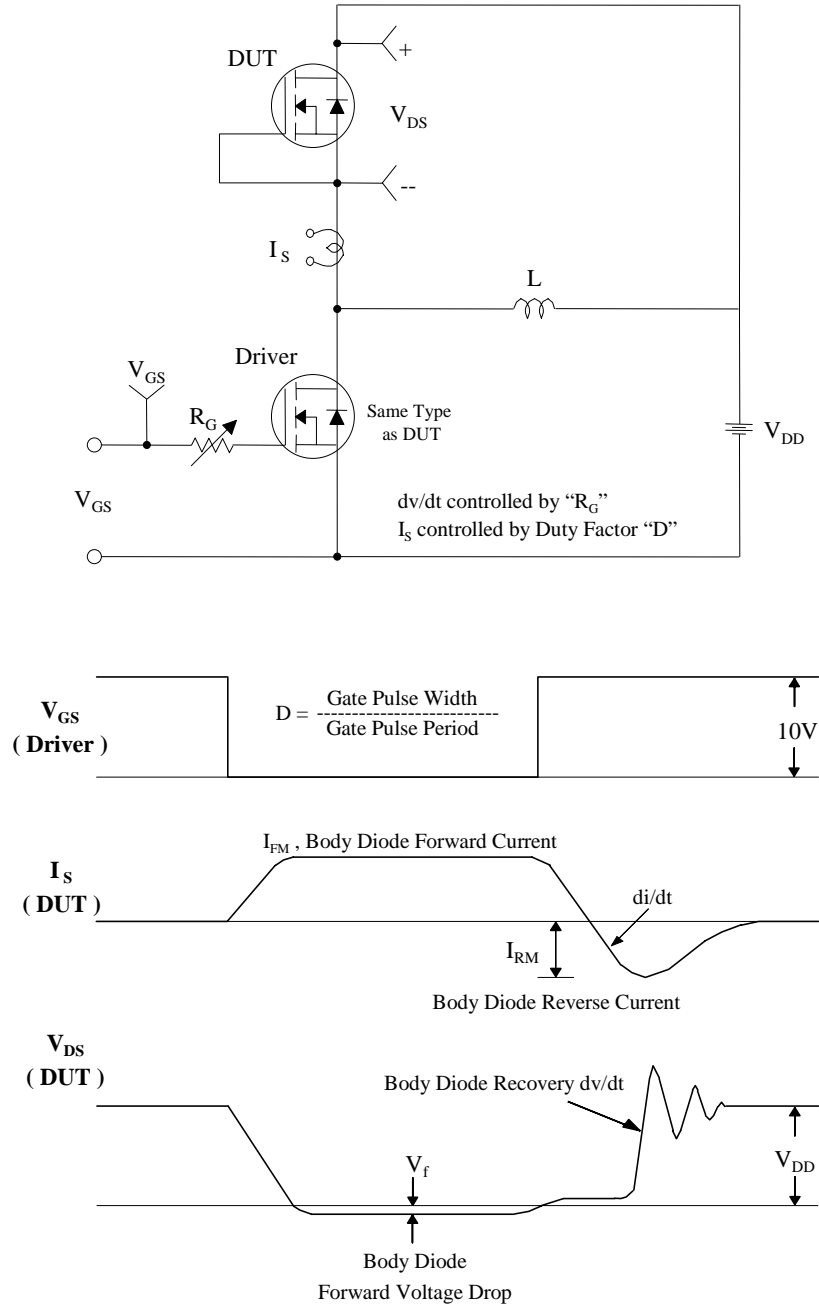 DUT
+
V_DS
--
I_S
L
Driver
V_GS
R_G
Same Type
as DUT
V_DD
V_GS
dv/dt controlled by “R_G”
I_S controlled by Duty Factor “D”
V_GS
( Driver )
D = Gate Pulse Width
--------------------------
Gate Pulse Period
10V
I_FM , Body Diode Forward Current
I_S
( DUT )
di/dt
I_RM
Body Diode Reverse Current
V_DS
( DUT )
Body Diode Recovery dv/dt
V_f
V_DD
Body Diode
Forward Voltage Drop